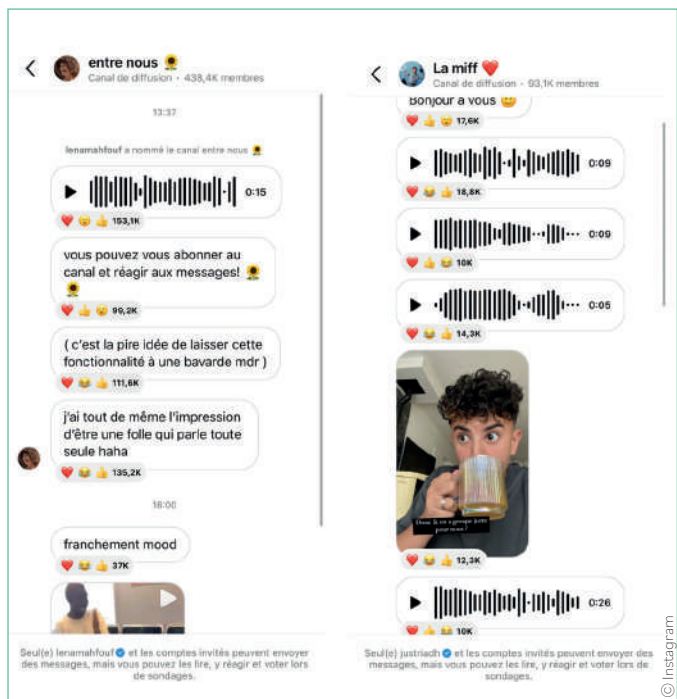 entre nous 🌻
Canal de diffusion · 438,4K membres
13:37
lenamahfouf a nommé le canal entre nous 🌻
0:15
153,1K
vous pouvez vous abonner au
canal et réagir aux messages! 🌻
🌻
99,2K
( c'est la pire idée de laisser cette
fonctionnalité à une bavarde mdr )
111,6K
j'ai tout de même l'impression
d'être une folle qui parle toute
seule haha
135,2K
16:00
franchement mood
37K
Seul(e) lenamahfouf et les comptes invités peuvent envoyer
des messages, mais vous pouvez les lire, y réagir et voter lors
de sondages.
La miff ❤️
Canal de diffusion · 93,1K membres
Bonjour à vous
17,6K
0:09
18,8K
0:09
10K
0:05
14,3K
pour nous ?
12,3K
0:26
10K
Seul(e) justriadh et les comptes invités peuvent envoyer des
messages, mais vous pouvez les lire, y réagir et voter lors de
sondages.
© Instagram